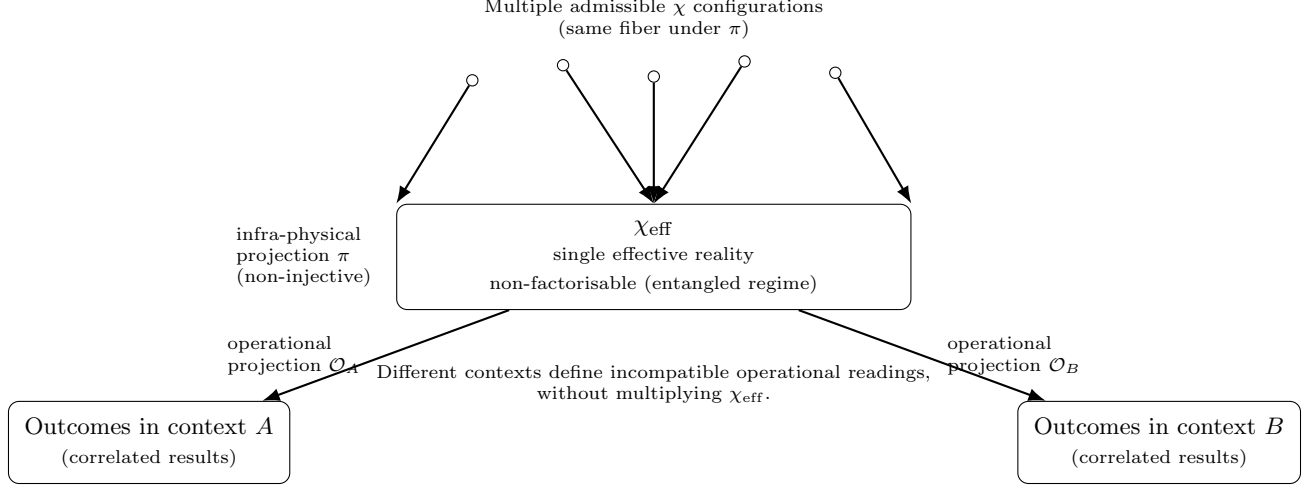 Multiple admissible χ configurations
(same fiber under π)
χeff
single effective reality
non-factorisable (entangled regime)
infra-physical
projection π
(non-injective)
operational
projection 𝒪A
operational
projection 𝒪B
Different contexts define incompatible operational readings,
without multiplying χeff.
Outcomes in context A
(correlated results)
Outcomes in context B
(correlated results)